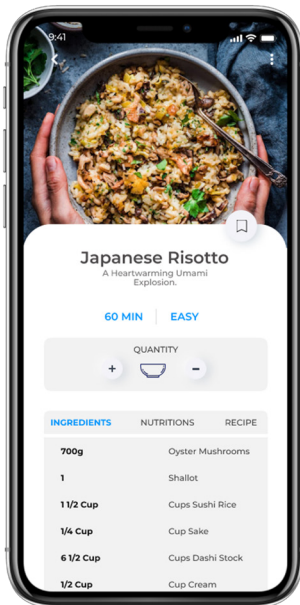 9:41
Japanese Risotto
A Heartwarming Umami
Explosion.
60 MIN EASY
QUANTITY
+ -
INGREDIENTS NUTRITIONS RECIPE
700g Oyster Mushrooms
1 Shallot
1 1/2 Cup Cups Sushi Rice
1/4 Cup Cup Sake
6 1/2 Cup Cups Dashi Stock
1/2 Cup Cup Cream